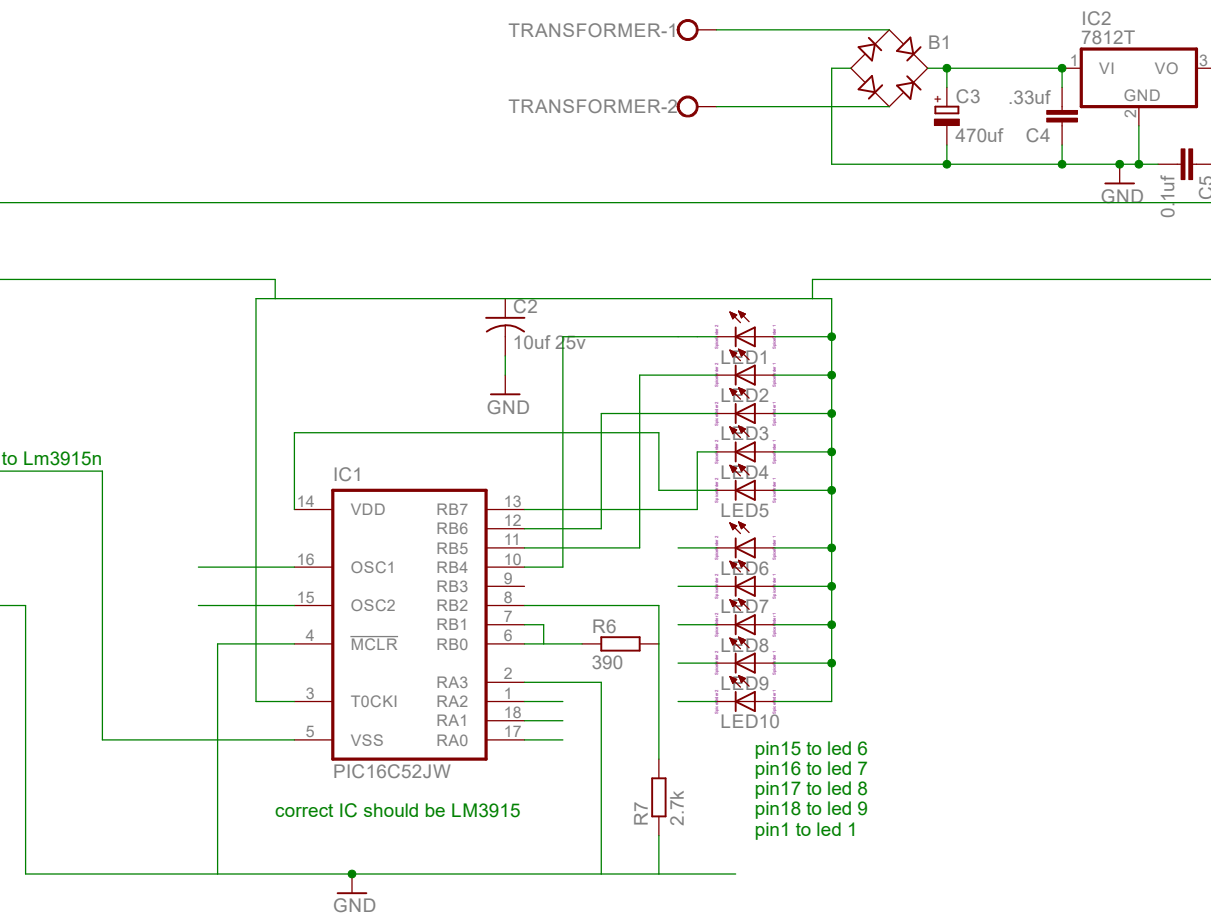 TRANSFORMER-1
TRANSFORMER-2
B1
IC2
7812T
1
VI
VO
3
GND
2
+
C3
470uf
.33uf
C4
GND
0.1uf
C5
C2
10uf 25v
GND
LED1
LED2
LED3
LED4
LED5
LED6
LED7
LED8
LED9
LED10
to Lm3915n
IC1
14
VDD
RB7
13
RB6
12
RB5
11
16
OSC1
RB4
10
RB3
9
15
OSC2
RB2
8
RB1
7
4
MCLR
RB0
6
RA3
2
3
T0CKI
RA2
1
RA1
18
5
VSS
RA0
17
PIC16C52JW
R6
390
R7
2.7k
correct IC should be LM3915
pin15 to led 6
pin16 to led 7
pin17 to led 8
pin18 to led 9
pin1 to led 1
GND